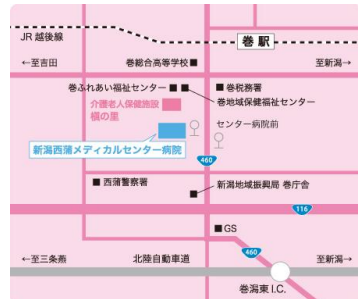 JR 越後線
巻 駅
←至吉田
巻総合高等学校■
至新潟→
巻ふれあい福祉センター■
■巻税務署
巻地域保健福祉センター
介護老人保健施設
槇の里
センター病院前
新潟西蒲メディカルセンター病院
460
■西蒲警察署
新潟地域振興局 巻庁舎
116
■GS
460
←至三条燕
北陸自動車道
至新潟→
巻潟東I.C.